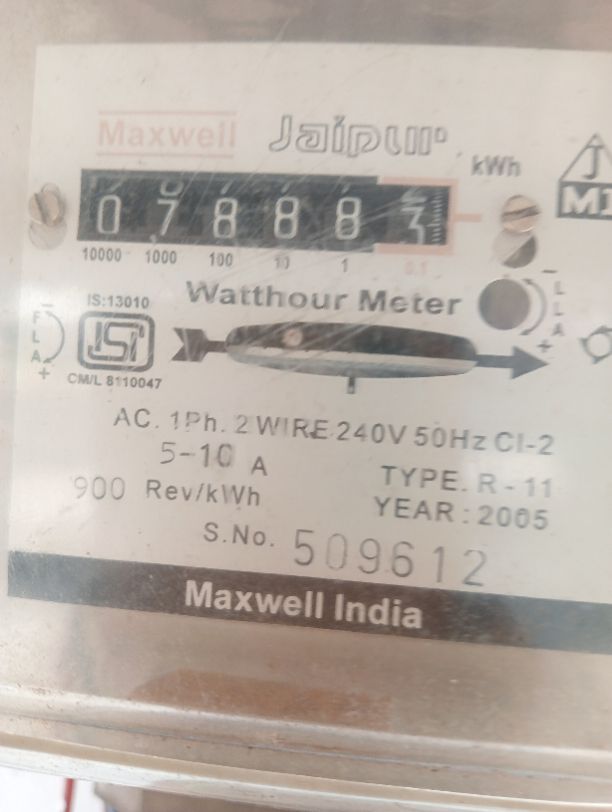 Maxwell Jaipur
kWh
0 7 8 8 8 3
10000 1000 100 10 1 0.1
Watthour Meter
IS:13010
ISI
CM/L 8110047
- F L A +
- L L A +
AC. 1Ph. 2 WIRE 240V 50Hz Cl-2
5-10 A TYPE. R - 11
900 Rev/kWh YEAR : 2005
S.No. 509612
Maxwell India